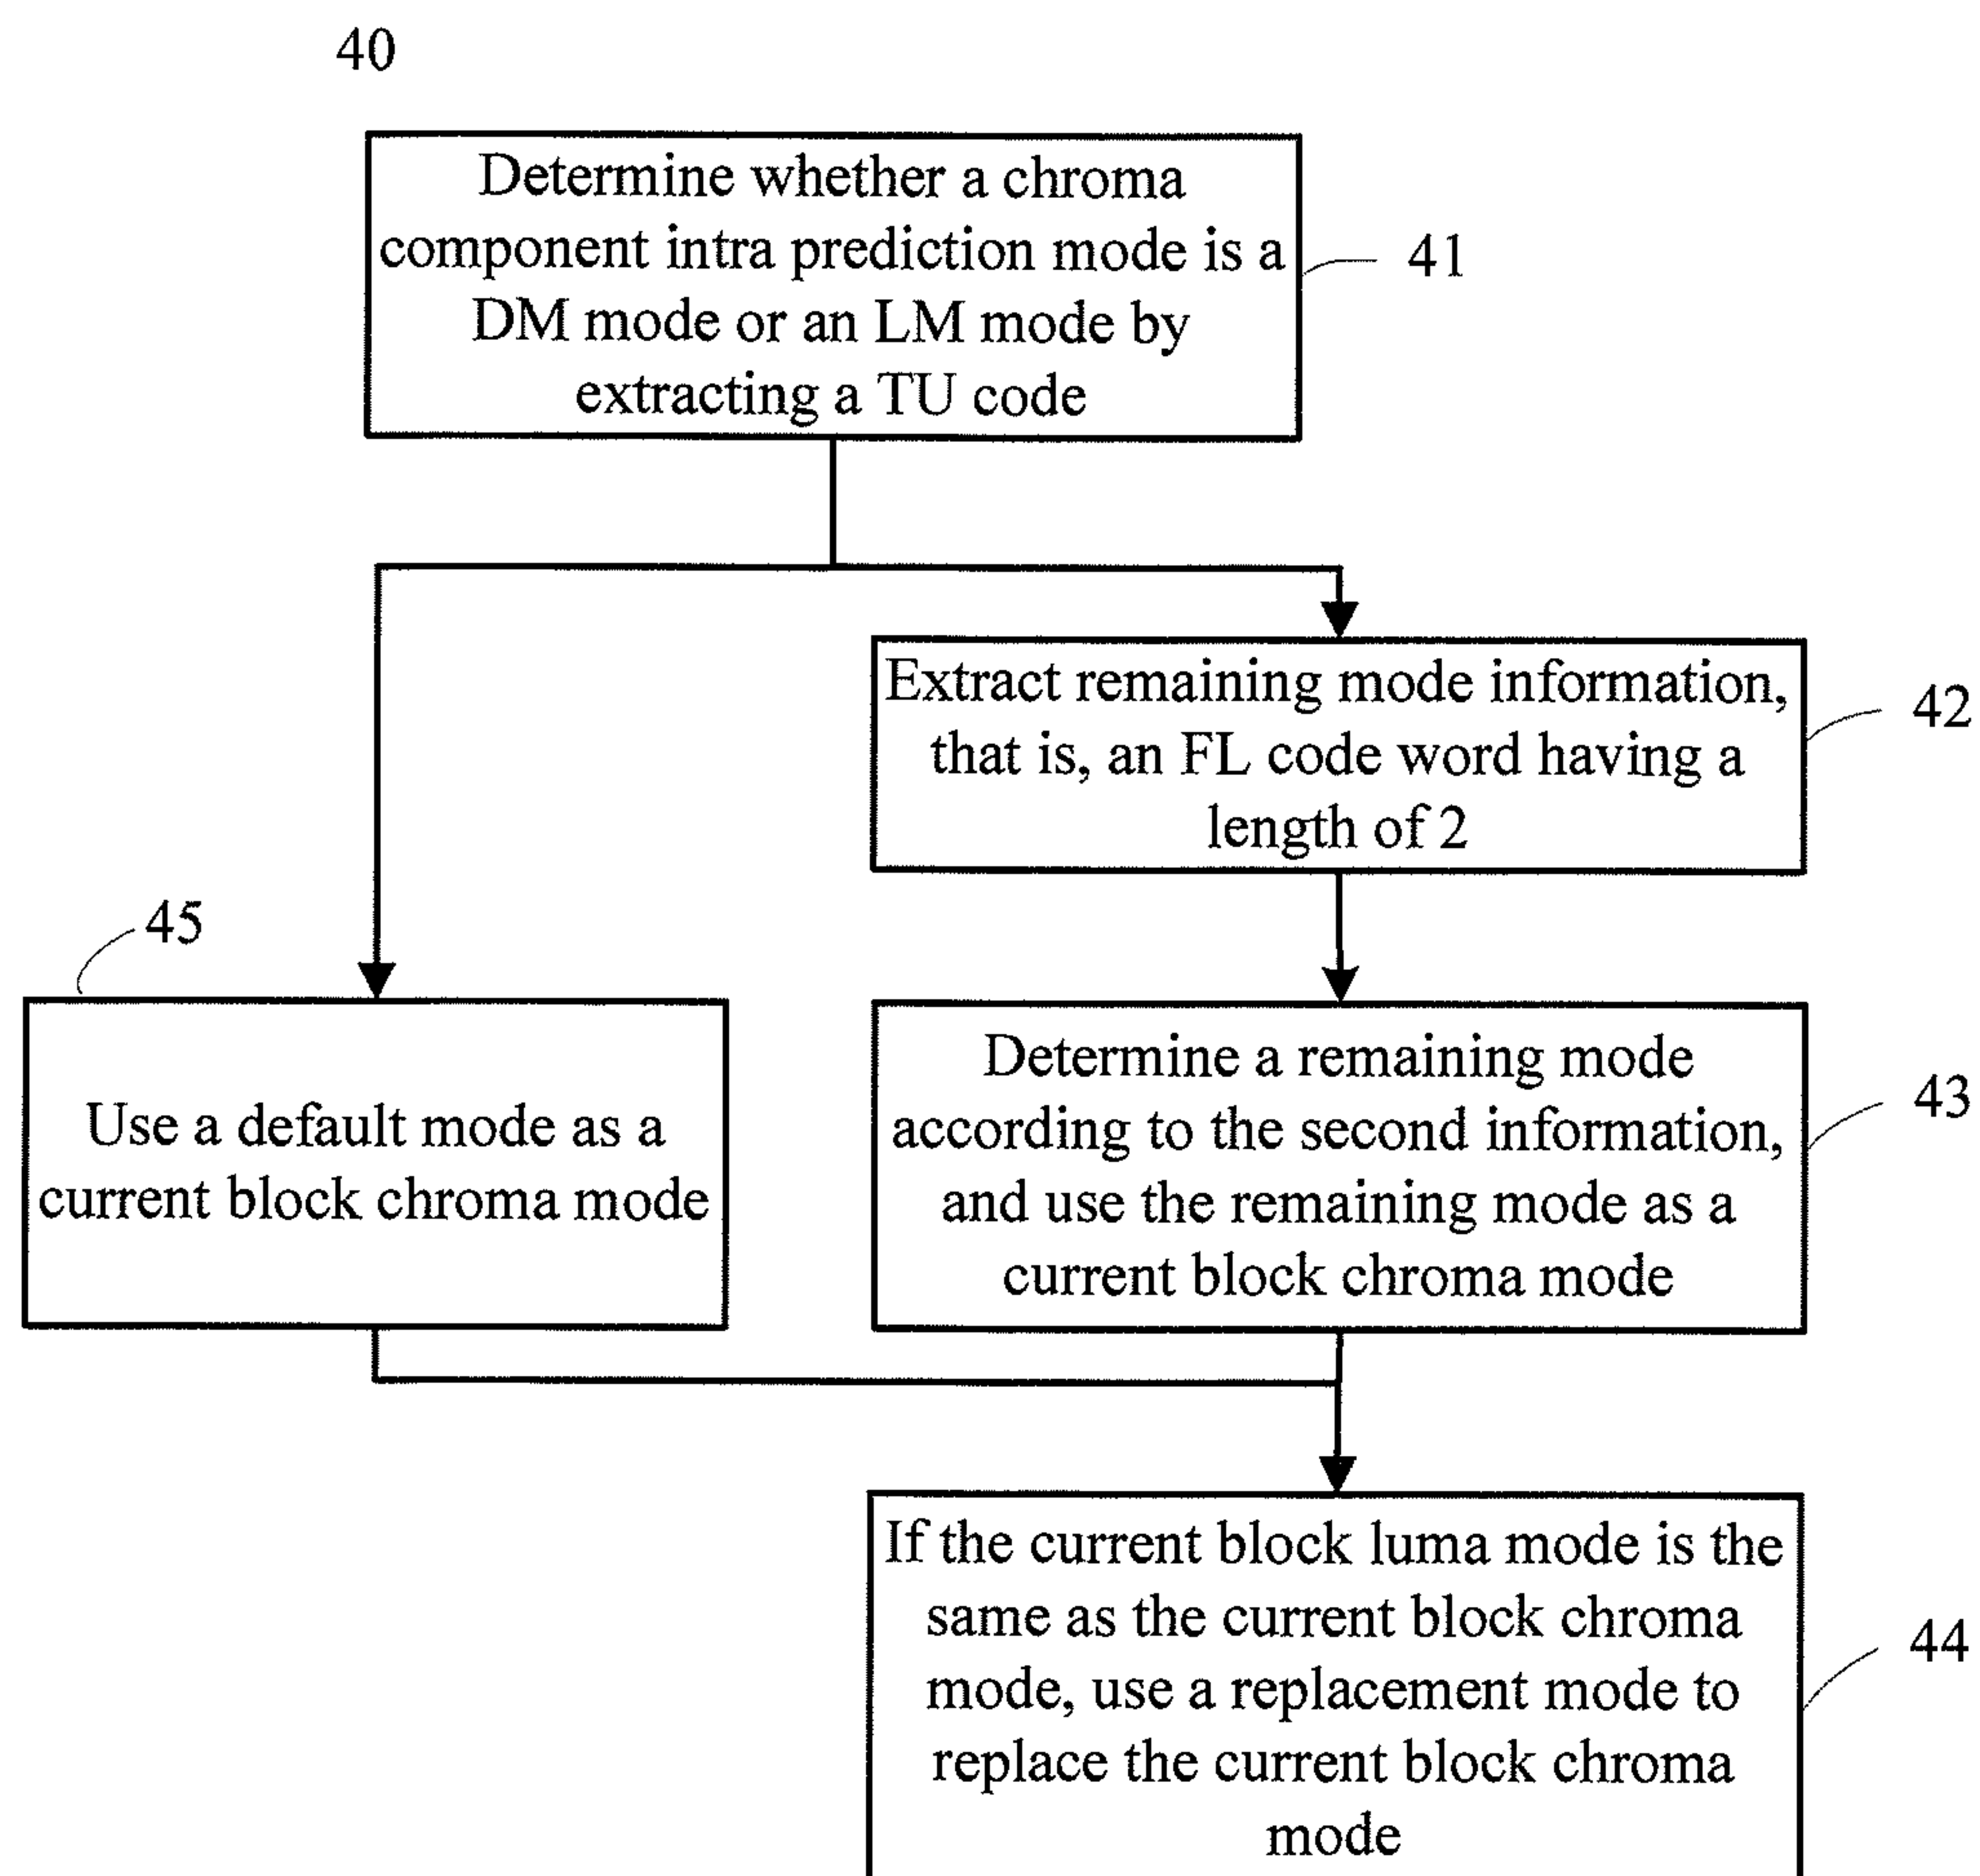 40
Determine whether a chroma
component intra prediction mode is a
DM mode or an LM mode by
extracting a TU code
41
Extract remaining mode information,
that is, an FL code word having a
length of 2
42
45
Use a default mode as a
current block chroma mode
Determine a remaining mode
according to the second information,
and use the remaining mode as a
current block chroma mode
43
If the current block luma mode is the
same as the current block chroma
mode, use a replacement mode to
replace the current block chroma
mode
44